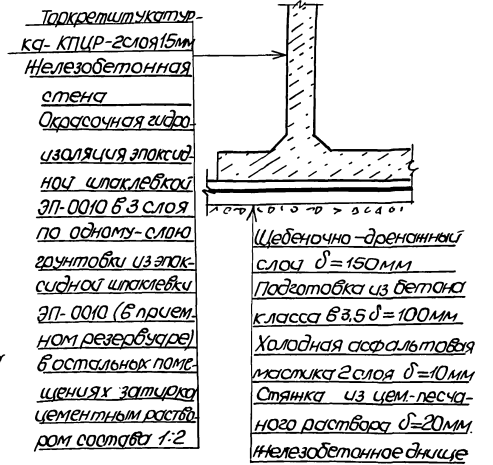 Торкретштукатур-
ка-КПЦР-2слоя15мм
Железобетонная
стена
Окрасочная гидро-
изоляция эпоксид-
ной шпаклевкой
ЭП-0010 в 3 слоя
по одному-слою
грунтовки из эпок-
сидной шпаклевки
ЭП-0010 (в прием-
ном резервуаре)
в остальных поме-
щениях затирка
цементным раство-
ром состава 1:2
Щебеночно-дренажный
слой δ=150мм
Подготовка из бетона
класса В3,5 δ=100мм
Холодная асфальтовая
мастика 2 слоя δ=10мм
Стяжка из цем.-песча-
ного раствора δ=20мм.
Железобетонное днище